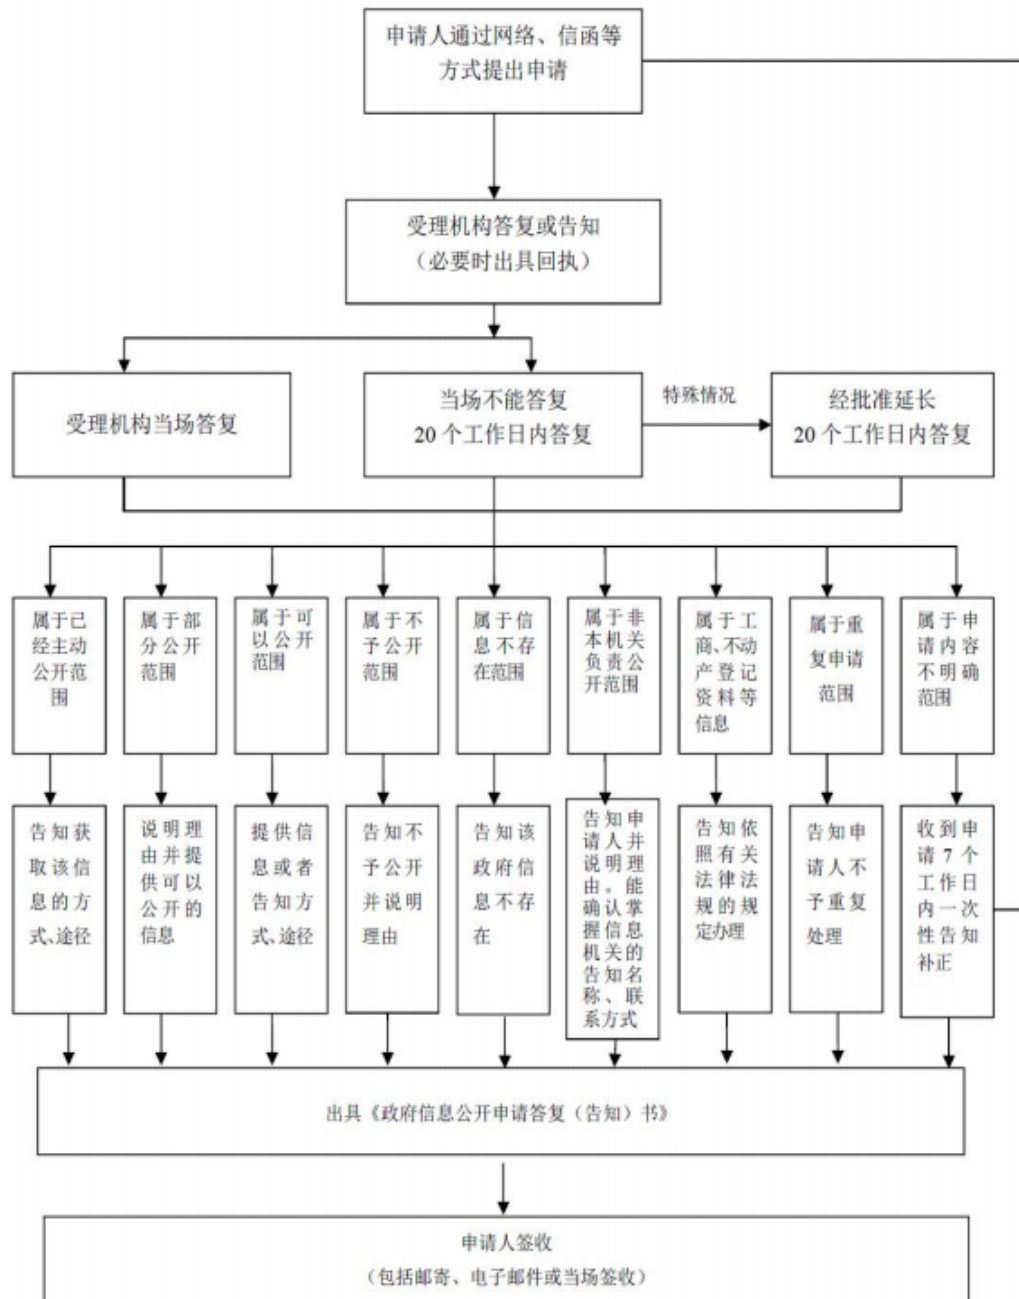 申请人通过网络、信函等
方式提出申请
受理机构答复或告知
（必要时出具回执）
受理机构当场答复
当场不能答复
20 个工作日内答复
特殊情况
经批准延长
20 个工作日内答复
属于已
经主动
公开范
围
属于部
分公开
范围
属于可
以公开
范围
属于不
予公开
范围
属于信
息不存
在范围
属于非
本机关
负责公
开范围
属于工
商、不动
产登记
资料等
信息
属于重
复申请
范围
属于申
请内容
不明确
范围
告知获
取该信
息的方
式、途径
说明理
由并提
供可以
公开的
信息
提供信
息或者
告知方
式、途径
告知不
予公开
并说明
理由
告知该
政府信
息不存
在
告知申
请人并
说明理
由。能
确认掌
握信息
机关的
告知名
称、联
系方式
告知依
照有关
法律法
规的规
定办理
告知申
请人不
予重复
处理
收到申
请 7 个
工作日
内一次
性告知
补正
出具《政府信息公开申请答复（告知）书》
申请人签收
（包括邮寄、电子邮件或当场签收）